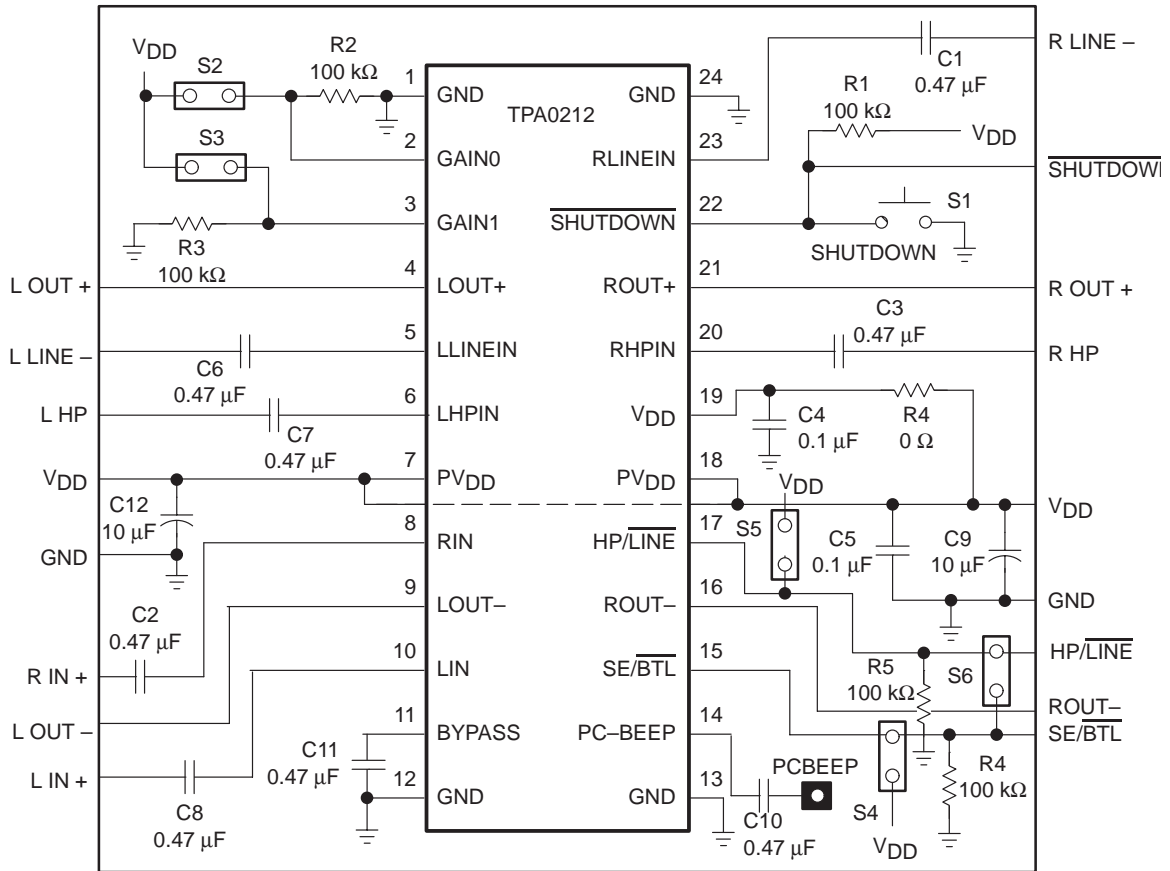 VDD
S2
R2
100 kΩ
S3
R3
100 kΩ
L OUT +
L LINE –
C6
0.47 µF
L HP
C7
0.47 µF
VDD
C12
10 µF
GND
C2
0.47 µF
R IN +
L OUT –
L IN +
C8
0.47 µF
C11
0.47 µF
TPA0212
1
GND
2
GAIN0
3
GAIN1
4
LOUT+
5
LLINEIN
6
LHPIN
7
PVDD
8
RIN
9
LOUT–
10
LIN
11
BYPASS
12
GND
24
GND
23
RLINEIN
22
SHUTDOWN
21
ROUT+
20
RHPIN
19
VDD
18
PVDD
17
HP/LINE
16
ROUT–
15
SE/BTL
14
PC–BEEP
13
GND
C1
0.47 µF
R LINE –
R1
100 kΩ
VDD
SHUTDOWN
S1
SHUTDOWN
R OUT +
C3
0.47 µF
R HP
C4
0.1 µF
R4
0 Ω
VDD
S5
VDD
C5
0.1 µF
C9
10 µF
GND
HP/LINE
R5
100 kΩ
S6
ROUT–
SE/BTL
PCBEEP
C10
0.47 µF
S4
VDD
R4
100 kΩ